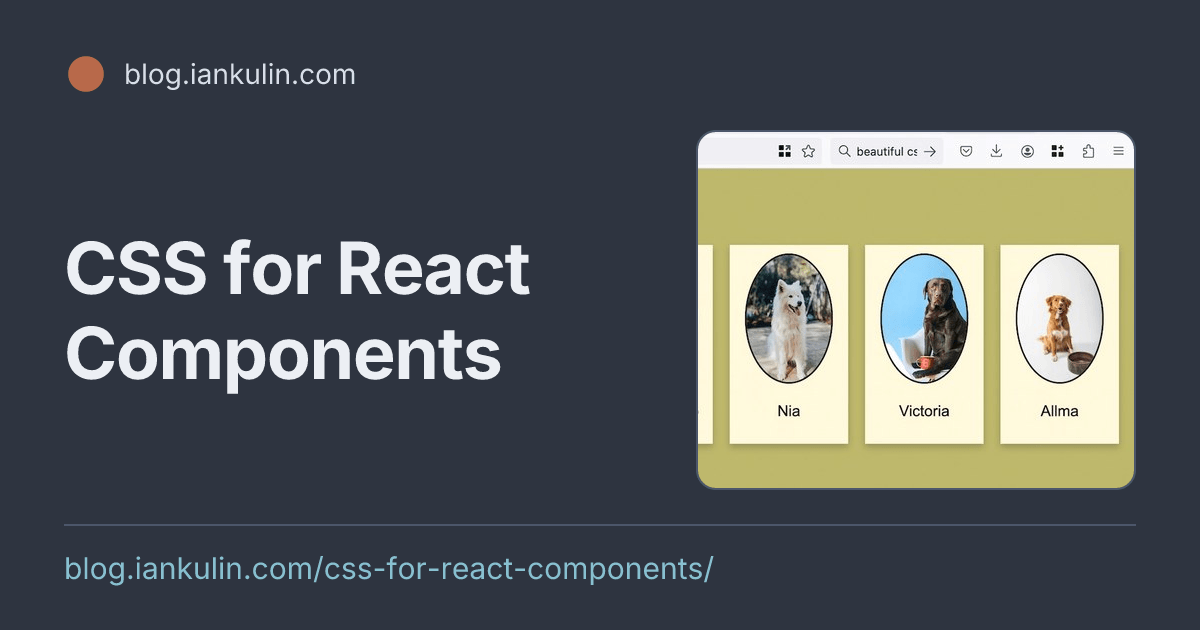 blog.iankulin.com
CSS for React
Components
beautiful cs
Nia
Victoria
Allma
blog.iankulin.com/css-for-react-components/